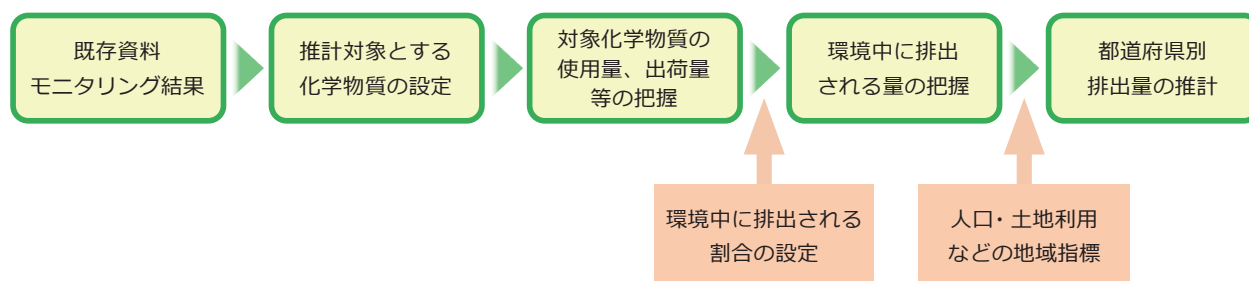 既存資料
モニタリング結果
推計対象とする
化学物質の設定
対象化学物質の
使用量、出荷量
等の把握
環境中に排出
される量の把握
都道府県別
排出量の推計
環境中に排出される
割合の設定
人口・土地利用
などの地域指標